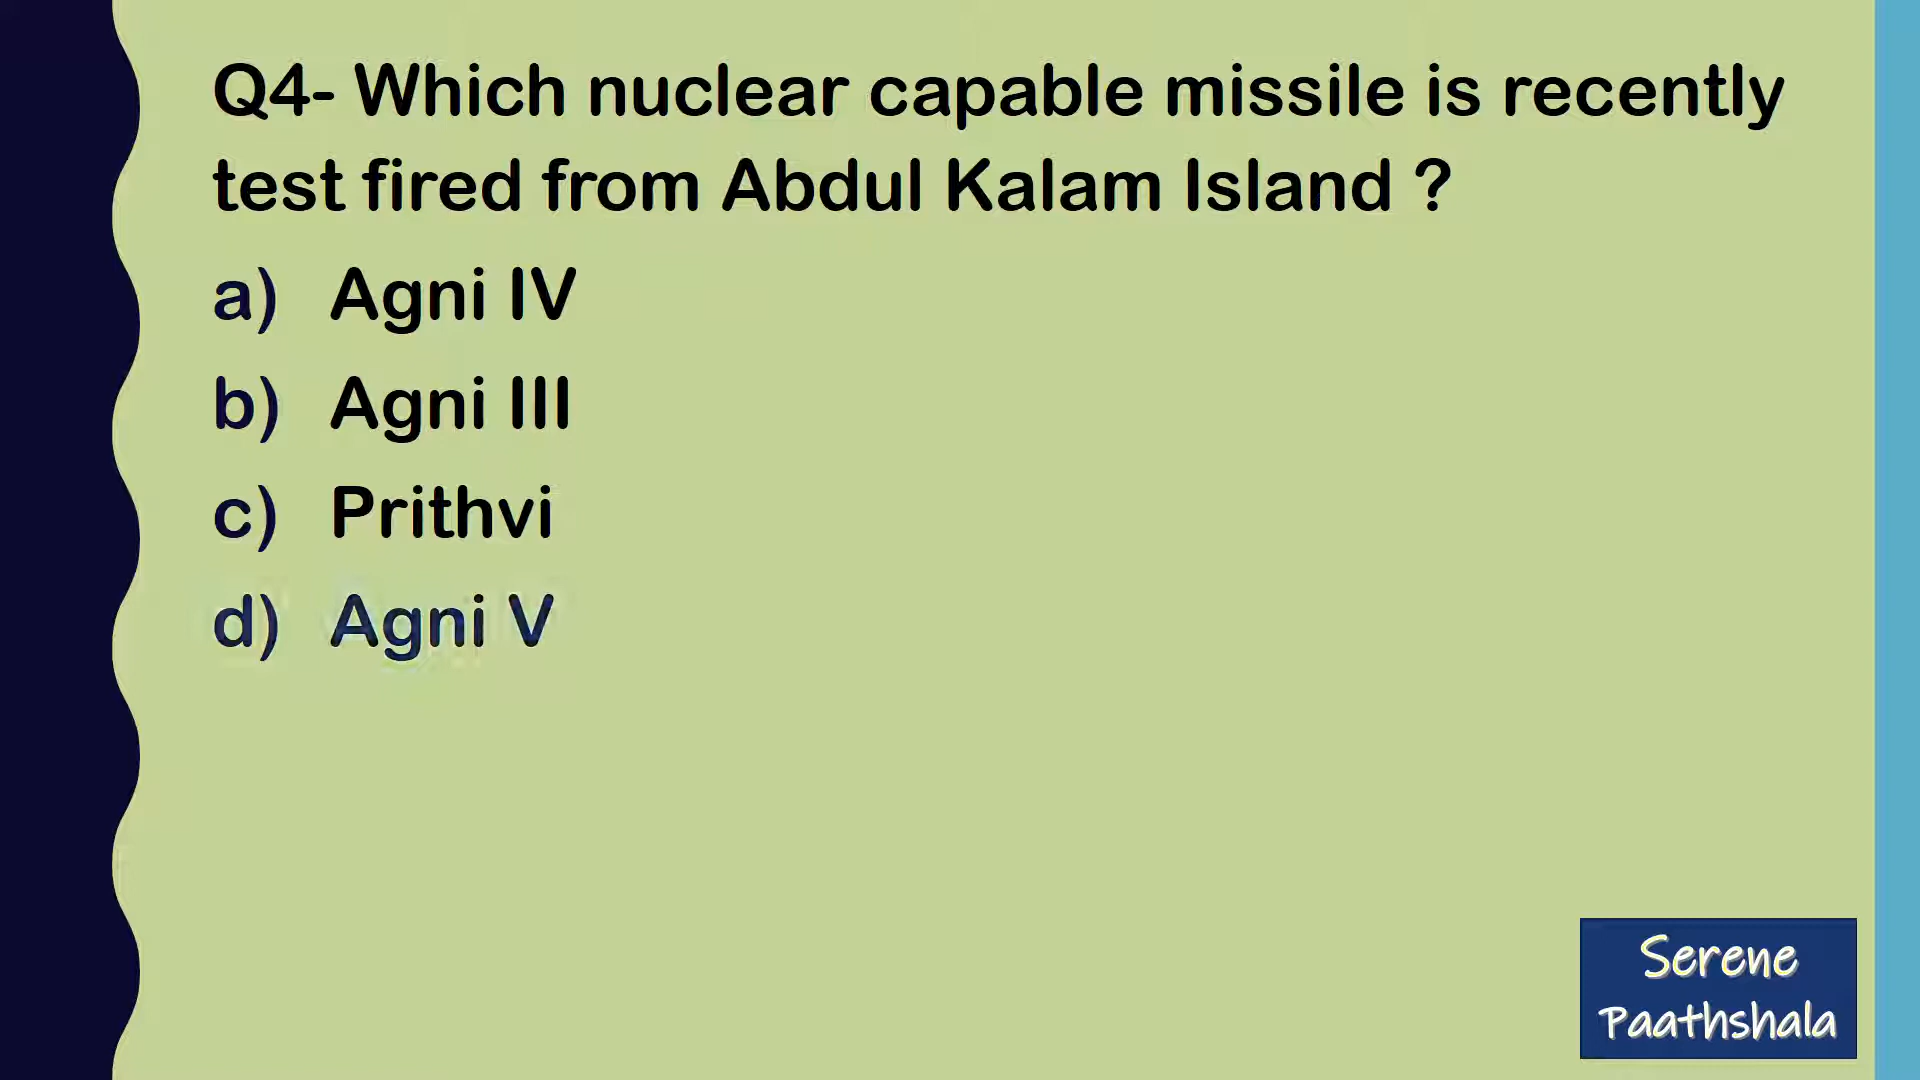 Q4- Which nuclear capable missile is recently
test fired from Abdul Kalam Island ?
a) Agni IV
b) Agni III
c) Prithvi
d) Agni V
Serene
Paathshala